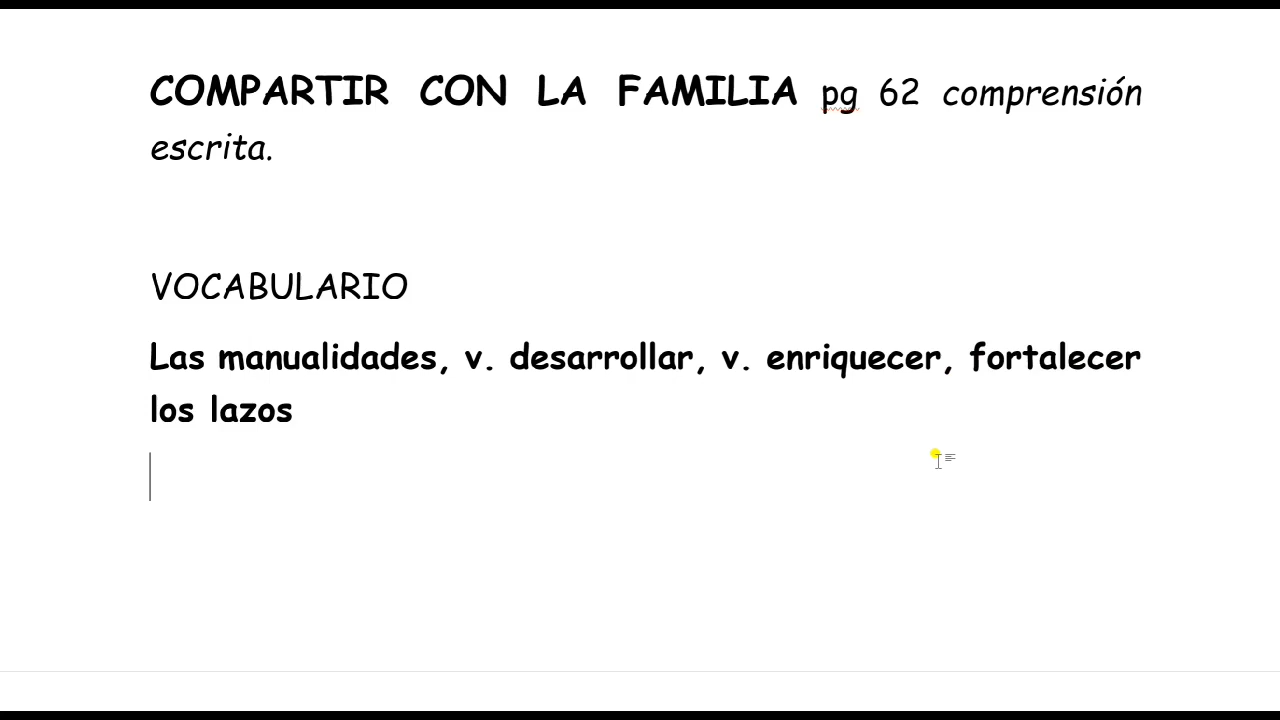 COMPARTIR CON LA FAMILIA pg 62 comprensión
escrita.
VOCABULARIO
Las manualidades, v. desarrollar, v. enriquecer, fortalecer
los lazos